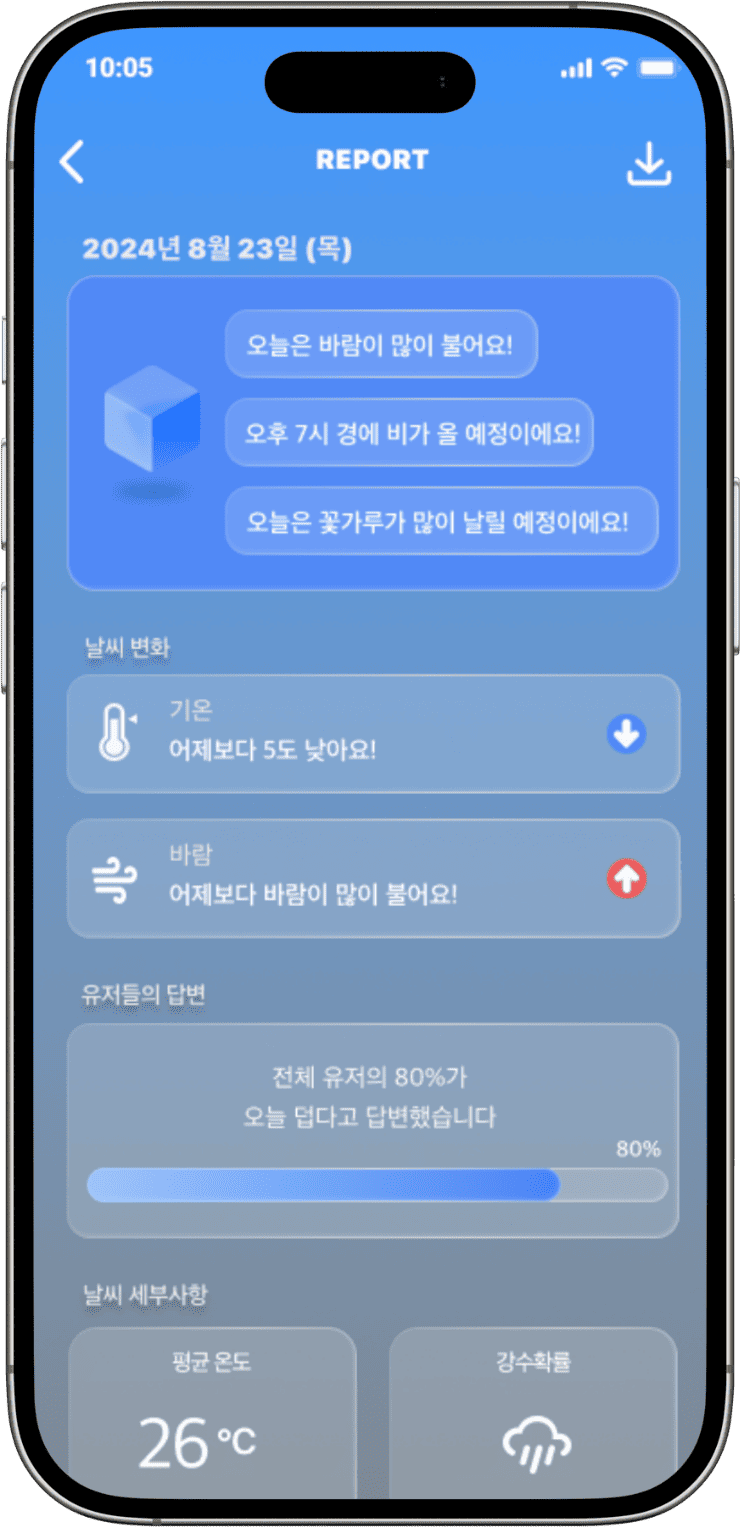 10:05
REPORT
2024년 8월 23일 (목)
오늘은 바람이 많이 불어요!
오후 7시 경에 비가 올 예정이에요!
오늘은 꽃가루가 많이 날릴 예정이에요!
날씨 변화
기온
어제보다 5도 낮아요!
바람
어제보다 바람이 많이 불어요!
유저들의 답변
전체 유저의 80%가
오늘 덥다고 답변했습니다
80%
날씨 세부사항
평균 온도
강수확률
26 °C